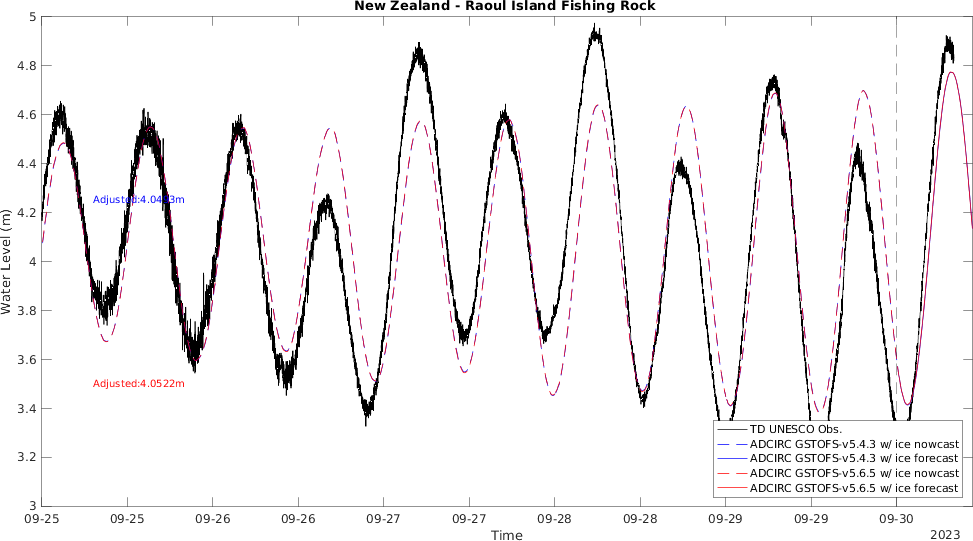 New Zealand - Raoul Island Fishing Rock
5
4.8
4.6
4.4
4.2
4
3.8
3.6
3.4
3.2
3
Water Level (m)
Adjusted:4.0423m
Adjusted:4.0522m
TD UNESCO Obs.
ADCIRC GSTOFS-v5.4.3 w/ ice nowcast
ADCIRC GSTOFS-v5.4.3 w/ ice forecast
ADCIRC GSTOFS-v5.6.5 w/ ice nowcast
ADCIRC GSTOFS-v5.6.5 w/ ice forecast
09-25 09-25 09-26 09-26 09-27 09-27 09-28 09-28 09-29 09-29 09-30
Time
2023